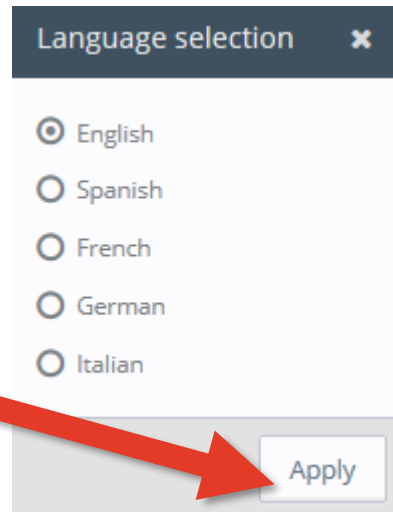 Language selection
English
Spanish
French
German
Italian
Apply